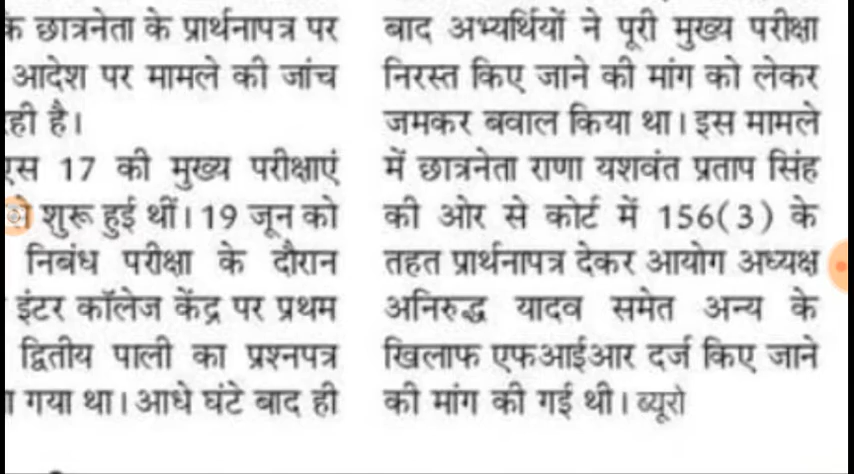 के छात्रनेता के प्रार्थनापत्र पर
आदेश पर मामले की जांच
रही है।
एस 17 की मुख्य परीक्षाएं
शुरू हुई थीं। 19 जून को
निबंध परीक्षा के दौरान
इंटर कॉलेज केंद्र पर प्रथम
द्वितीय पाली का प्रश्नपत्र
गया था। आधे घंटे बाद ही
बाद अभ्यर्थियों ने पूरी मुख्य परीक्षा
निरस्त किए जाने की मांग को लेकर
जमकर बवाल किया था। इस मामले
में छात्रनेता राणा यशवंत प्रताप सिंह
की ओर से कोर्ट में 156(3) के
तहत प्रार्थनापत्र देकर आयोग अध्यक्ष
अनिरुद्ध यादव समेत अन्य के
खिलाफ एफआईआर दर्ज किए जाने
की मांग की गई थी। ब्यूरो